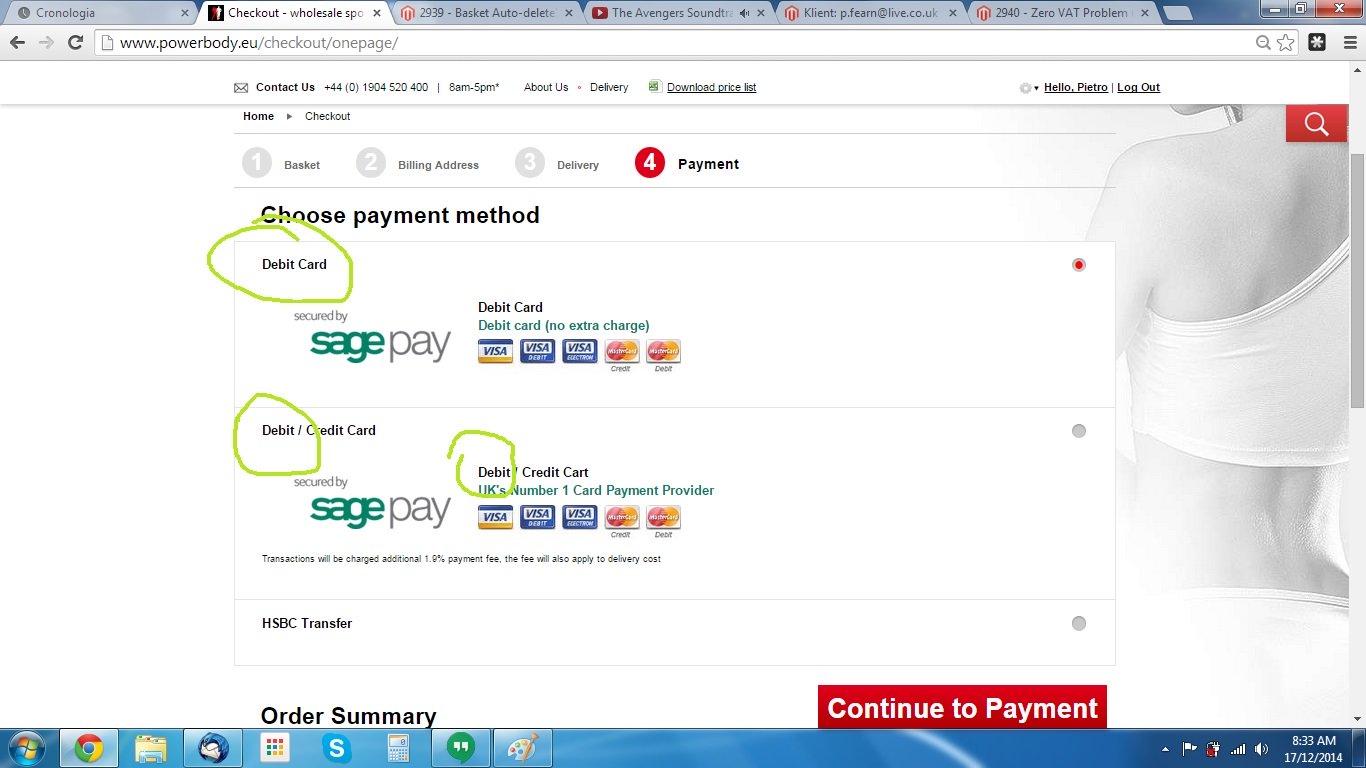 Cronologia
Checkout - wholesale spo
2939 - Basket Auto-delete
The Avengers Soundtra
Klient: p.fearn@live.co.uk
2940 - Zero VAT Problem
www.powerbody.eu/checkout/onepage/
Contact Us +44 (0) 1904 520 400 | 8am-5pm* About Us • Delivery Download price list Hello, Pietro | Log Out
Home Checkout
1 Basket 2 Billing Address 3 Delivery 4 Payment
Choose payment method
Debit Card
Debit Card
secured by
Debit card (no extra charge)
sage pay
VISA VISA DEBIT VISA ELECTRON MasterCard MasterCard
Credit Debit
Debit / Credit Card
Debit / Credit Cart
secured by
UK's Number 1 Card Payment Provider
sage pay
VISA VISA DEBIT VISA ELECTRON MasterCard MasterCard
Credit Debit
Transactions will be charged additional 1.9% payment fee, the fee will also apply to delivery cost
HSBC Transfer
Continue to Payment
Order Summary
8:33 AM
17/12/2014